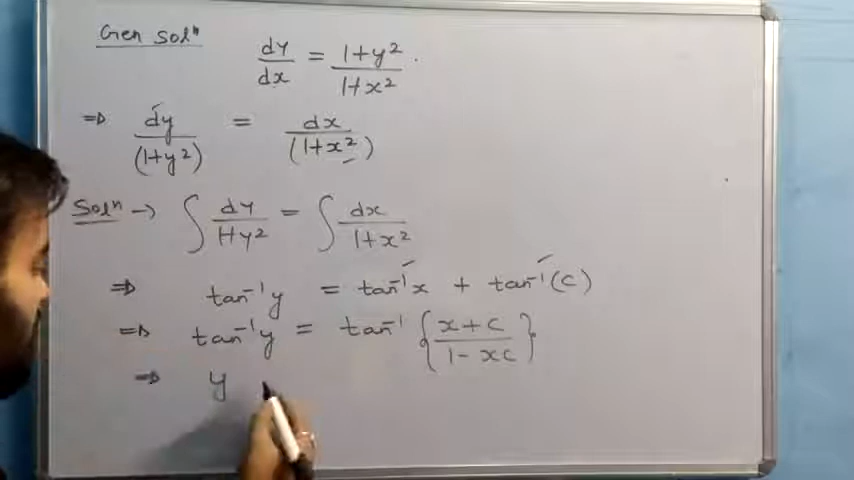 Gen Solⁿ dy/dx = (1+y²)/(1+x²).
⇒ dy/(1+y²) = dx/(1+x²)
Solⁿ → ∫ dy/(1+y²) = ∫ dx/(1+x²)
⇒ tan⁻¹y = tan⁻¹x + tan⁻¹(c)
⇒ tan⁻¹y = tan⁻¹ {(x+c)/(1-xc)}
⇒ y